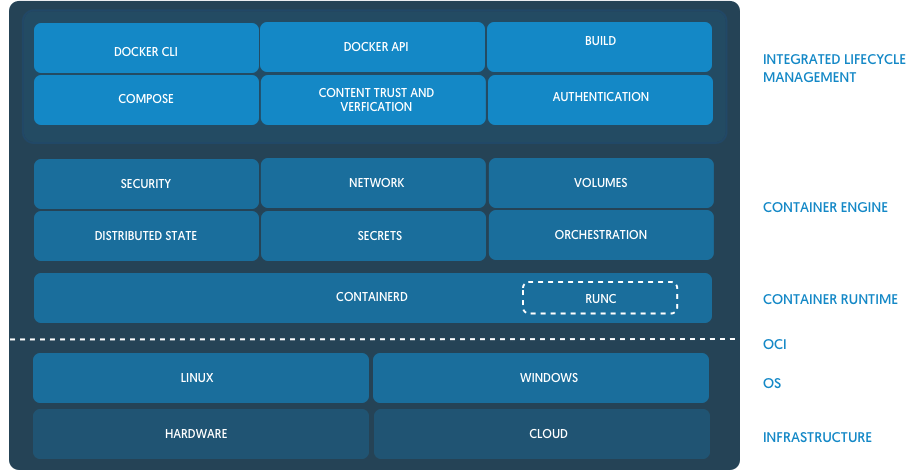 DOCKER CLI
DOCKER API
BUILD
INTEGRATED LIFECYCLE
MANAGEMENT
COMPOSE
CONTENT TRUST AND
VERFICATION
AUTHENTICATION
SECURITY
NETWORK
VOLUMES
CONTAINER ENGINE
DISTRIBUTED STATE
SECRETS
ORCHESTRATION
CONTAINERD
RUNC
CONTAINER RUNTIME
OCI
LINUX
WINDOWS
OS
HARDWARE
CLOUD
INFRASTRUCTURE